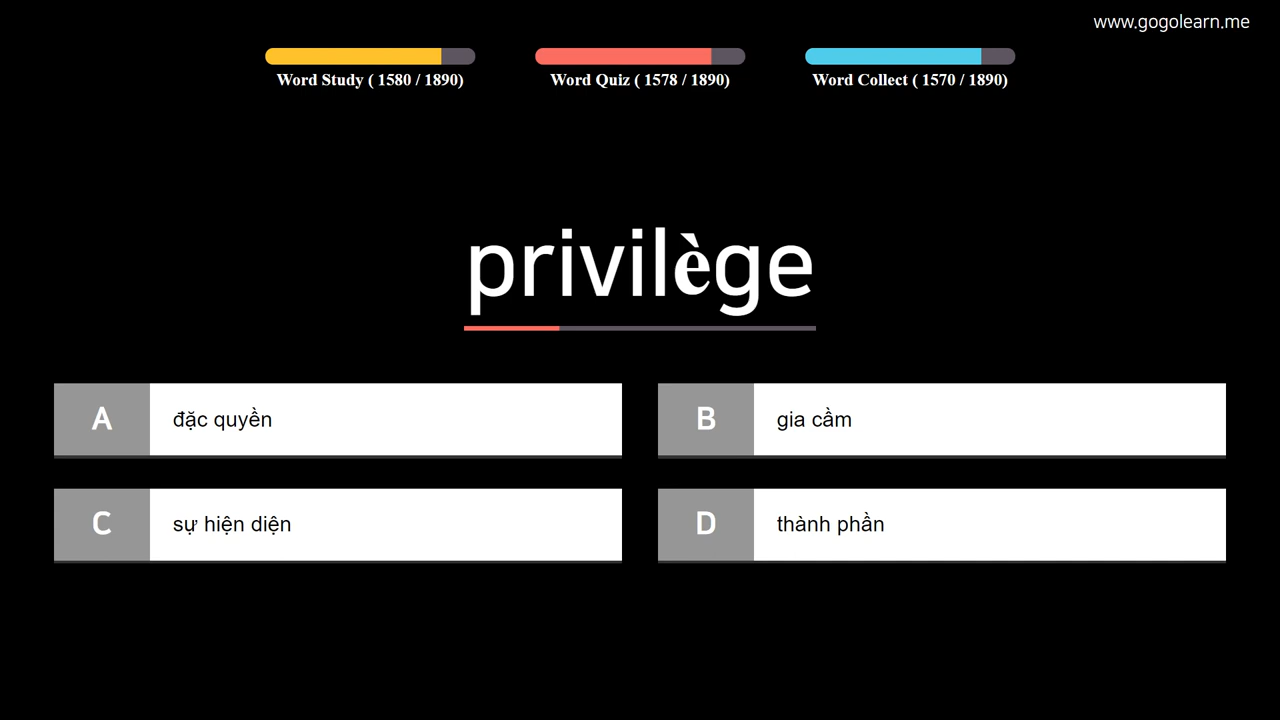 www.gogolearn.me
Word Study ( 1580 / 1890)
Word Quiz ( 1578 / 1890)
Word Collect ( 1570 / 1890)
privilège
A đặc quyền
B gia cầm
C sự hiện diện
D thành phần